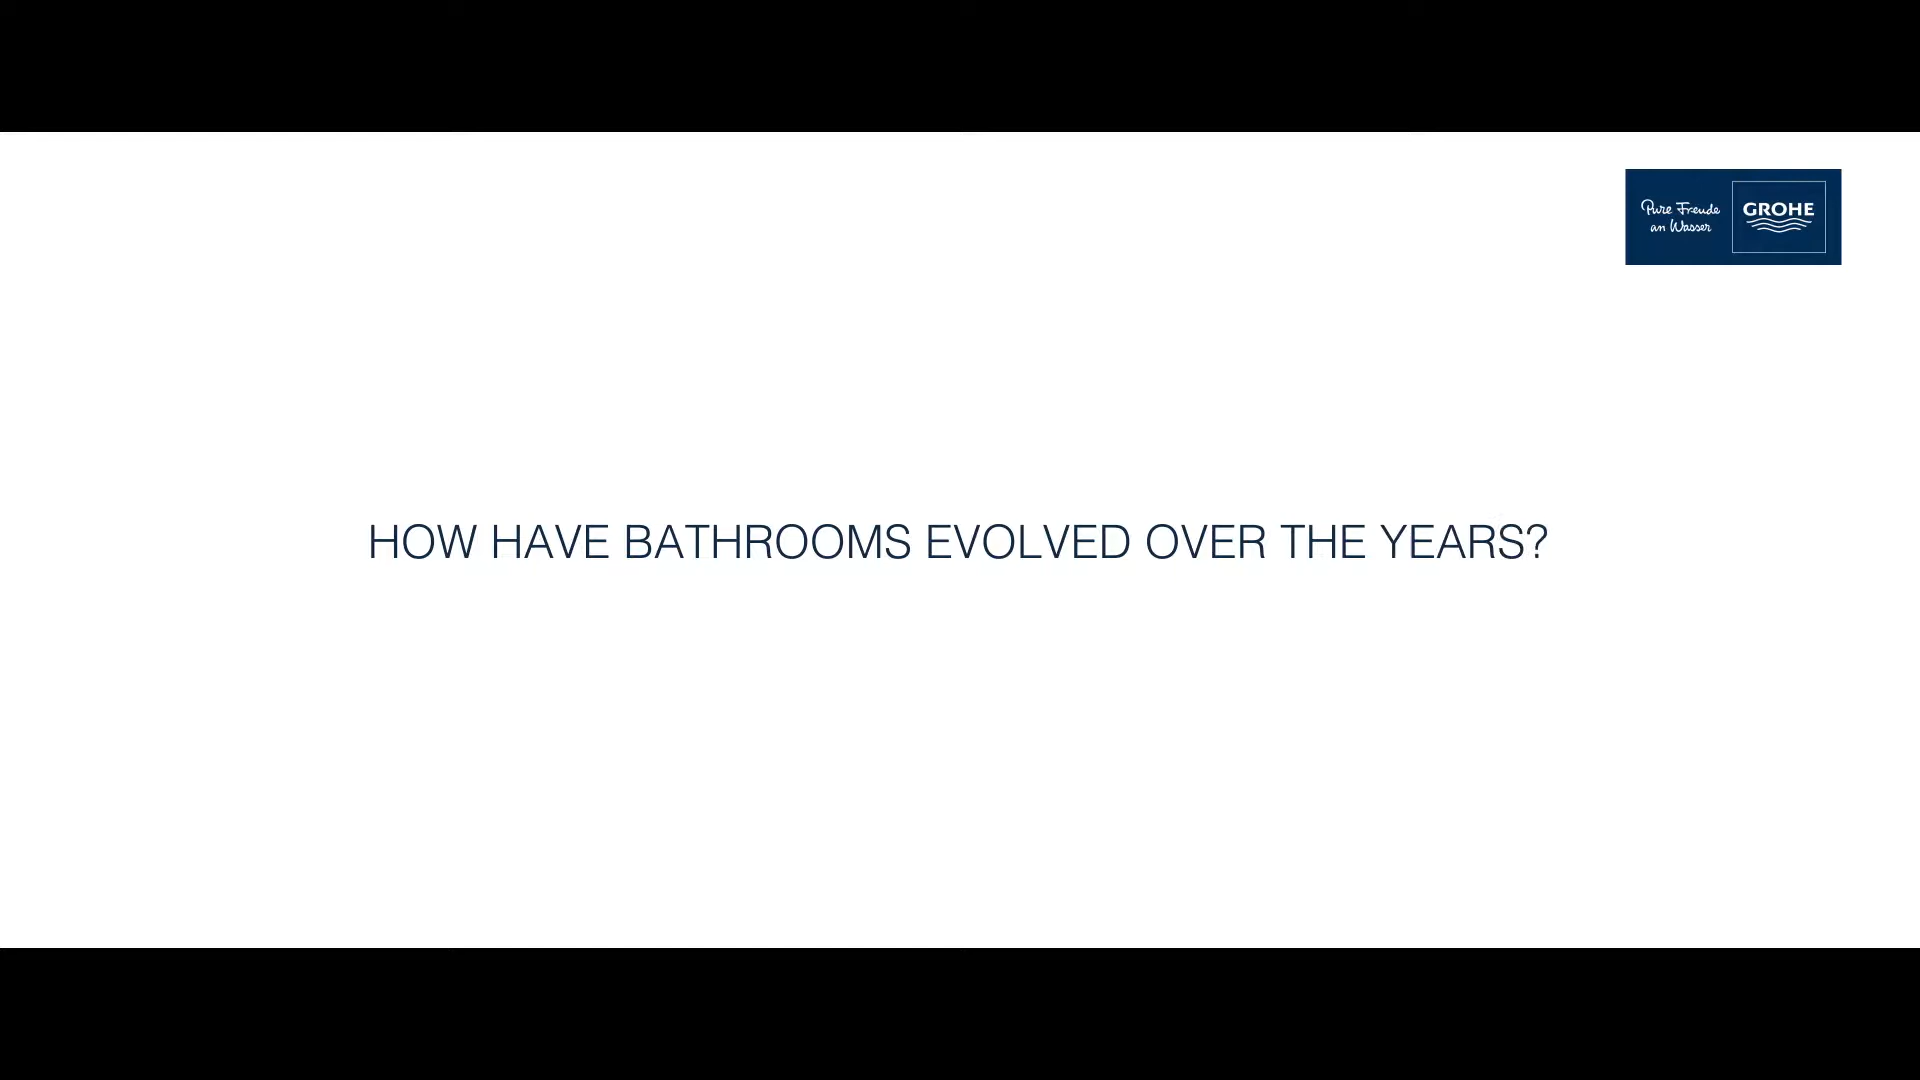 Pure Freude
an Wasser
GROHE
HOW HAVE BATHROOMS EVOLVED OVER THE YEARS?